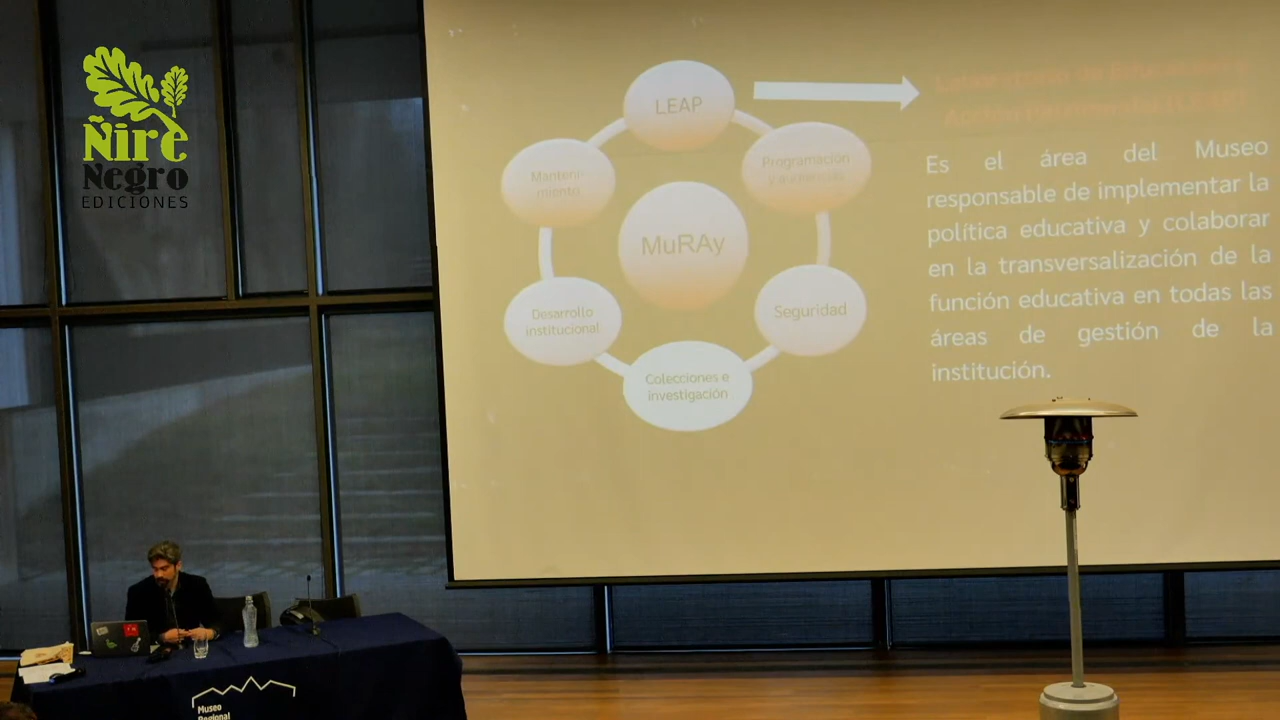 Ñire
Negro
EDICIONES
LEAP
Manteni-
miento
Programación
MuRAy
Desarrollo
institucional
Seguridad
Colecciones e
investigación
Es el área del Museo
responsable de implementar la
política educativa y colaborar
en la transversalización de la
función educativa en todas las
áreas de gestión de la
institución.
Museo
Regional